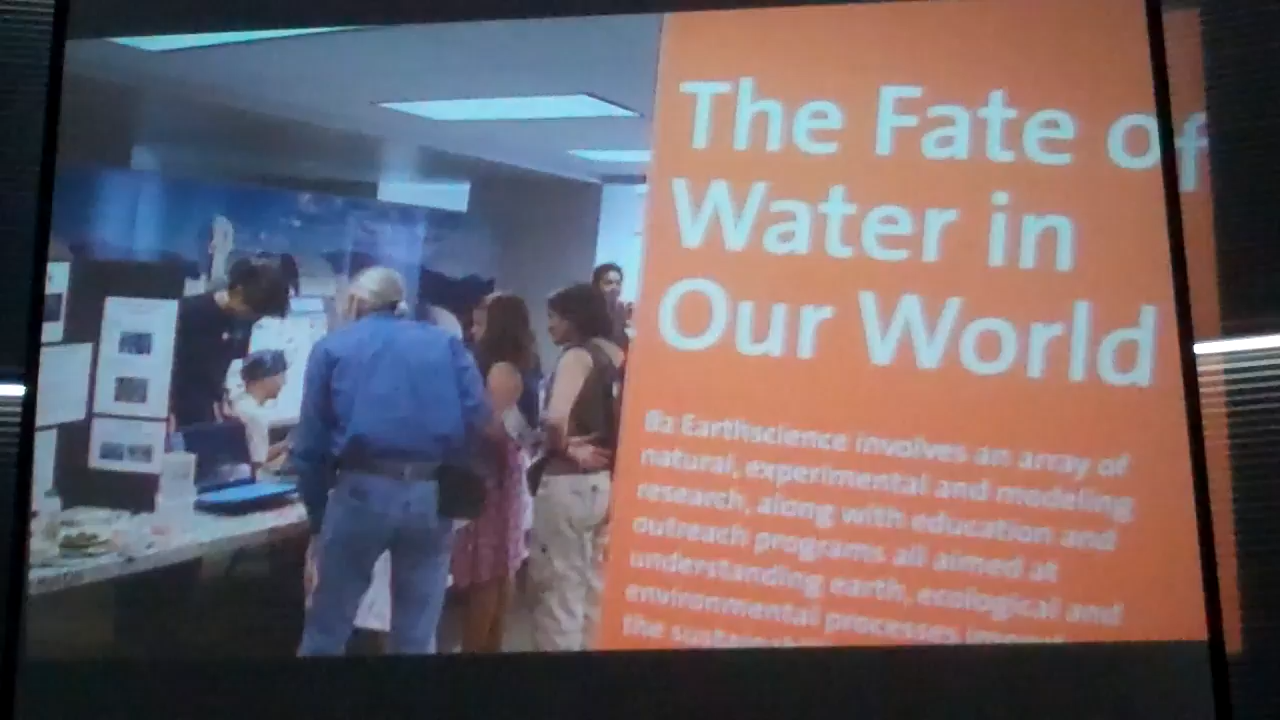 The Fate of
Water in
Our World
B2 Earthscience involves an array of
natural, experimental and modeling
research, along with education and
outreach programs all aimed at
understanding earth, ecological and
environmental processes
the